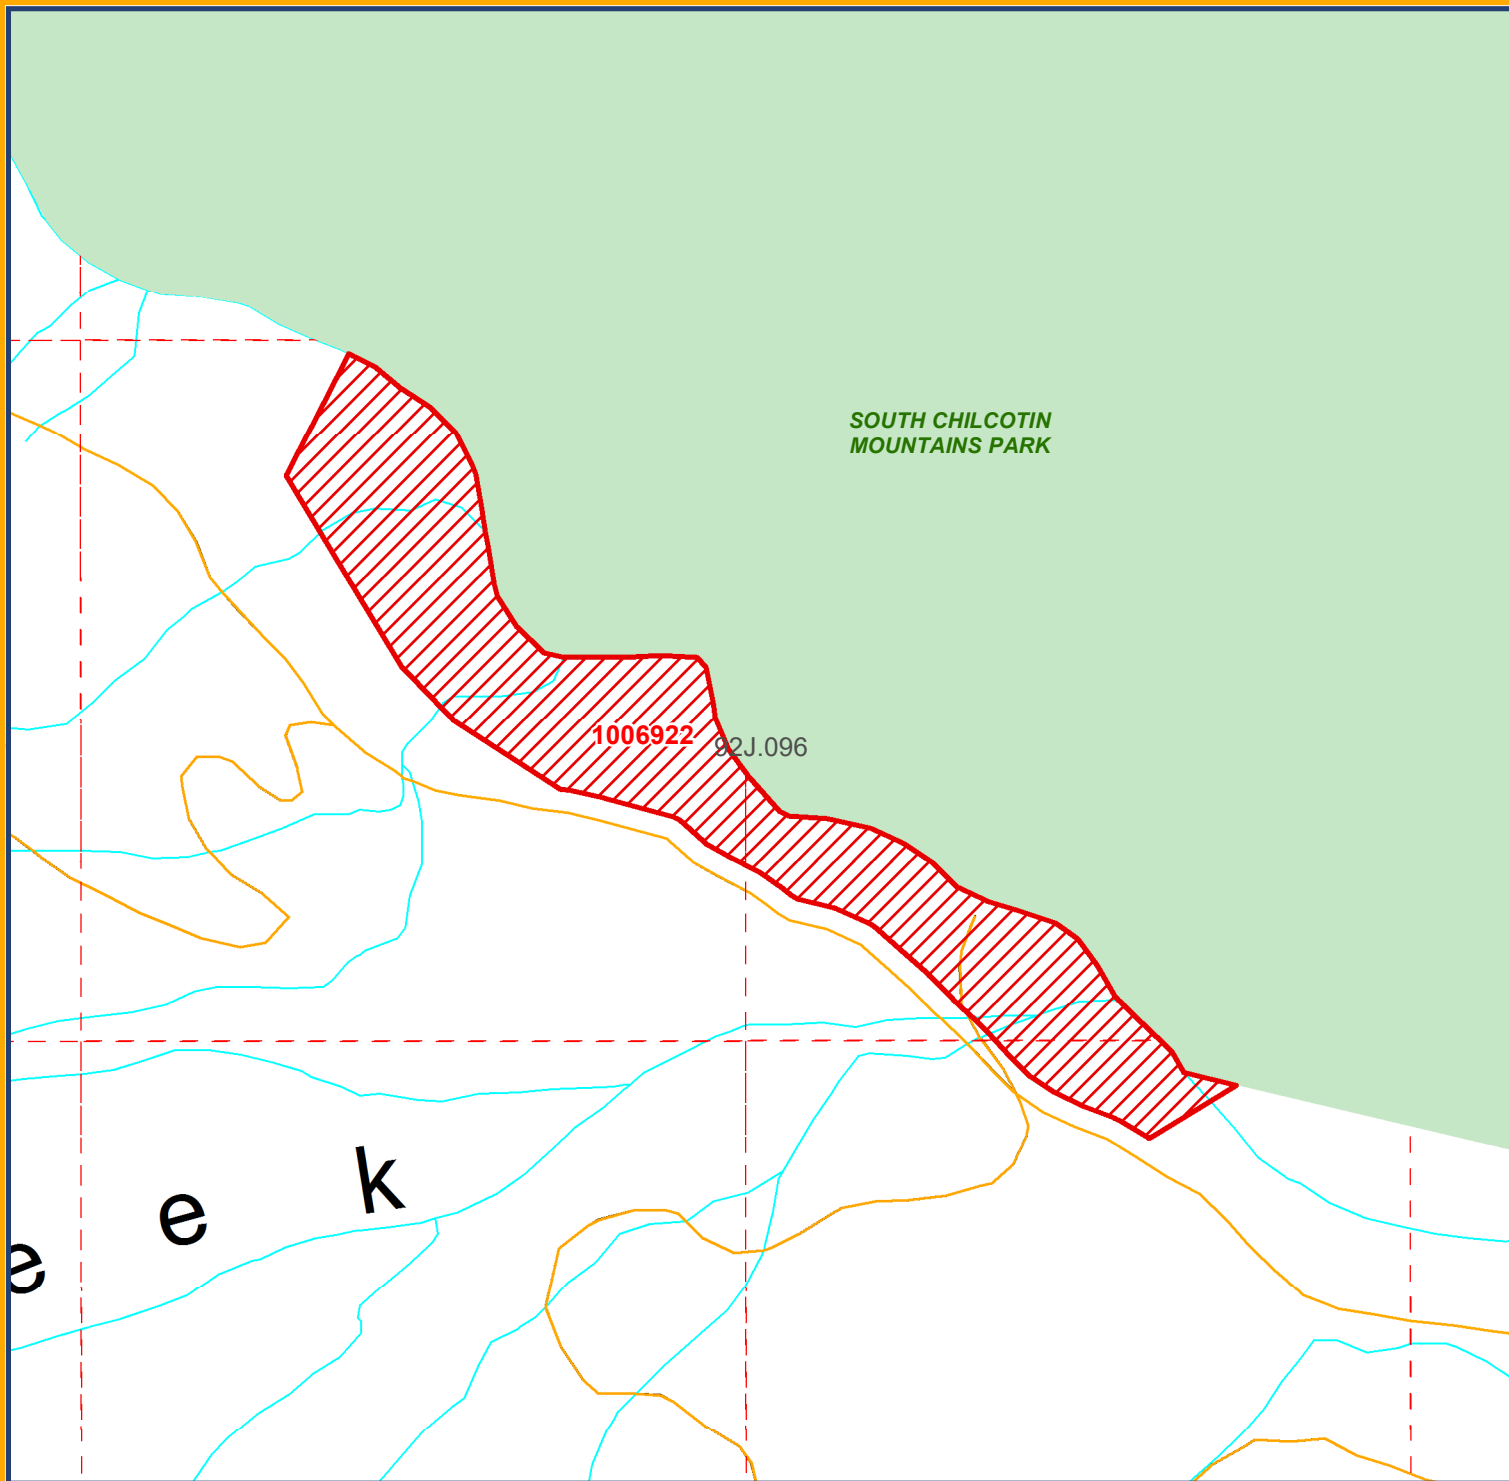 SOUTH CHILCOTIN
MOUNTAINS PARK
1006922
92J.096
e e k